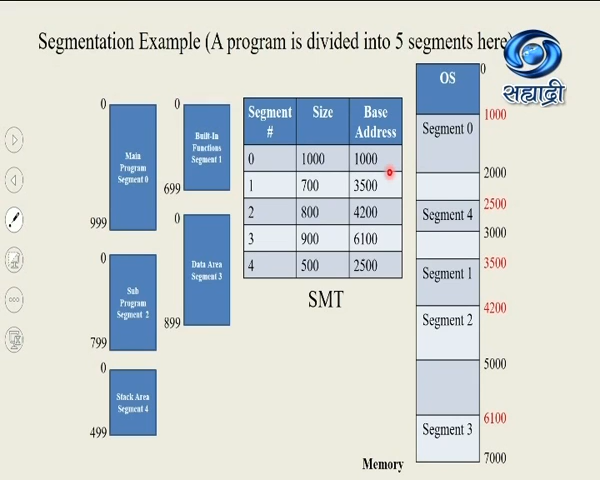 Segmentation Example (A program is divided into 5 segments here)
सह्याद्री
0
Main
Program
Segment 0
999
0
Built-In
Functions
Segment 1
699
0
Sub
Program
Segment 2
799
0
Data Area
Segment 3
899
0
Stack Area
Segment 4
499
Segment # Size Base Address
0 1000 1000
1 700 3500
2 800 4200
3 900 6100
4 500 2500
SMT
OS
0
1000
Segment 0
2000
2500
Segment 4
3000
3500
Segment 1
4200
Segment 2
5000
6100
Segment 3
7000
Memory